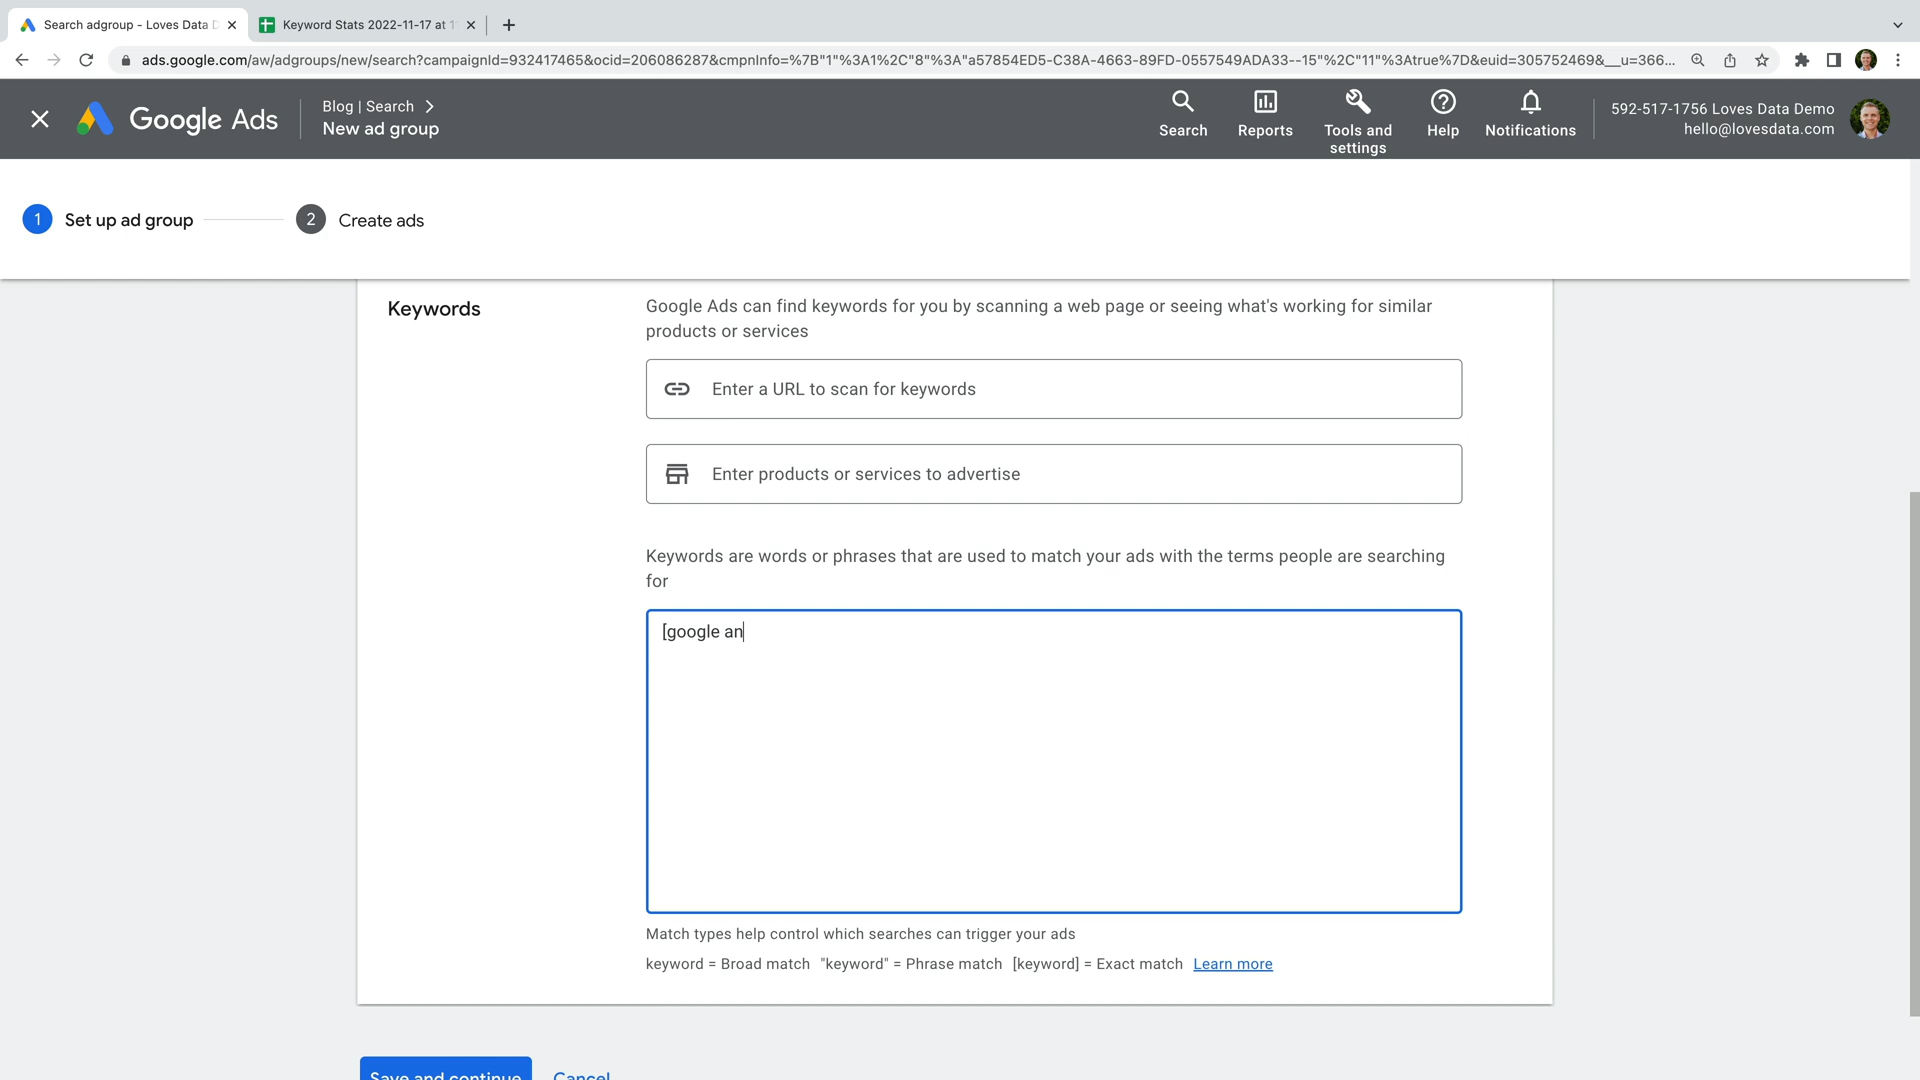 Search adgroup - Loves Data D
Keyword Stats 2022-11-17 at 1
ads.google.com/aw/adgroups/new/search?campaignId=932417465&ocid=206086287&cmpnInfo=%7B"1"%3A1%2C"8"%3A"a57854ED5-C38A-4663-89FD-0557549ADA33--15"%2C"11"%3Atrue%7D&euid=305752469&__u=366...
Google Ads
Blog | Search
New ad group
Search
Reports
Tools and
settings
Help
Notifications
592-517-1756 Loves Data Demo
hello@lovesdata.com
1 Set up ad group
2 Create ads
Keywords
Google Ads can find keywords for you by scanning a web page or seeing what's working for similar
products or services
Enter a URL to scan for keywords
Enter products or services to advertise
Keywords are words or phrases that are used to match your ads with the terms people are searching
for
[google an
Match types help control which searches can trigger your ads
keyword = Broad match "keyword" = Phrase match [keyword] = Exact match Learn more
Save and continue
Cancel